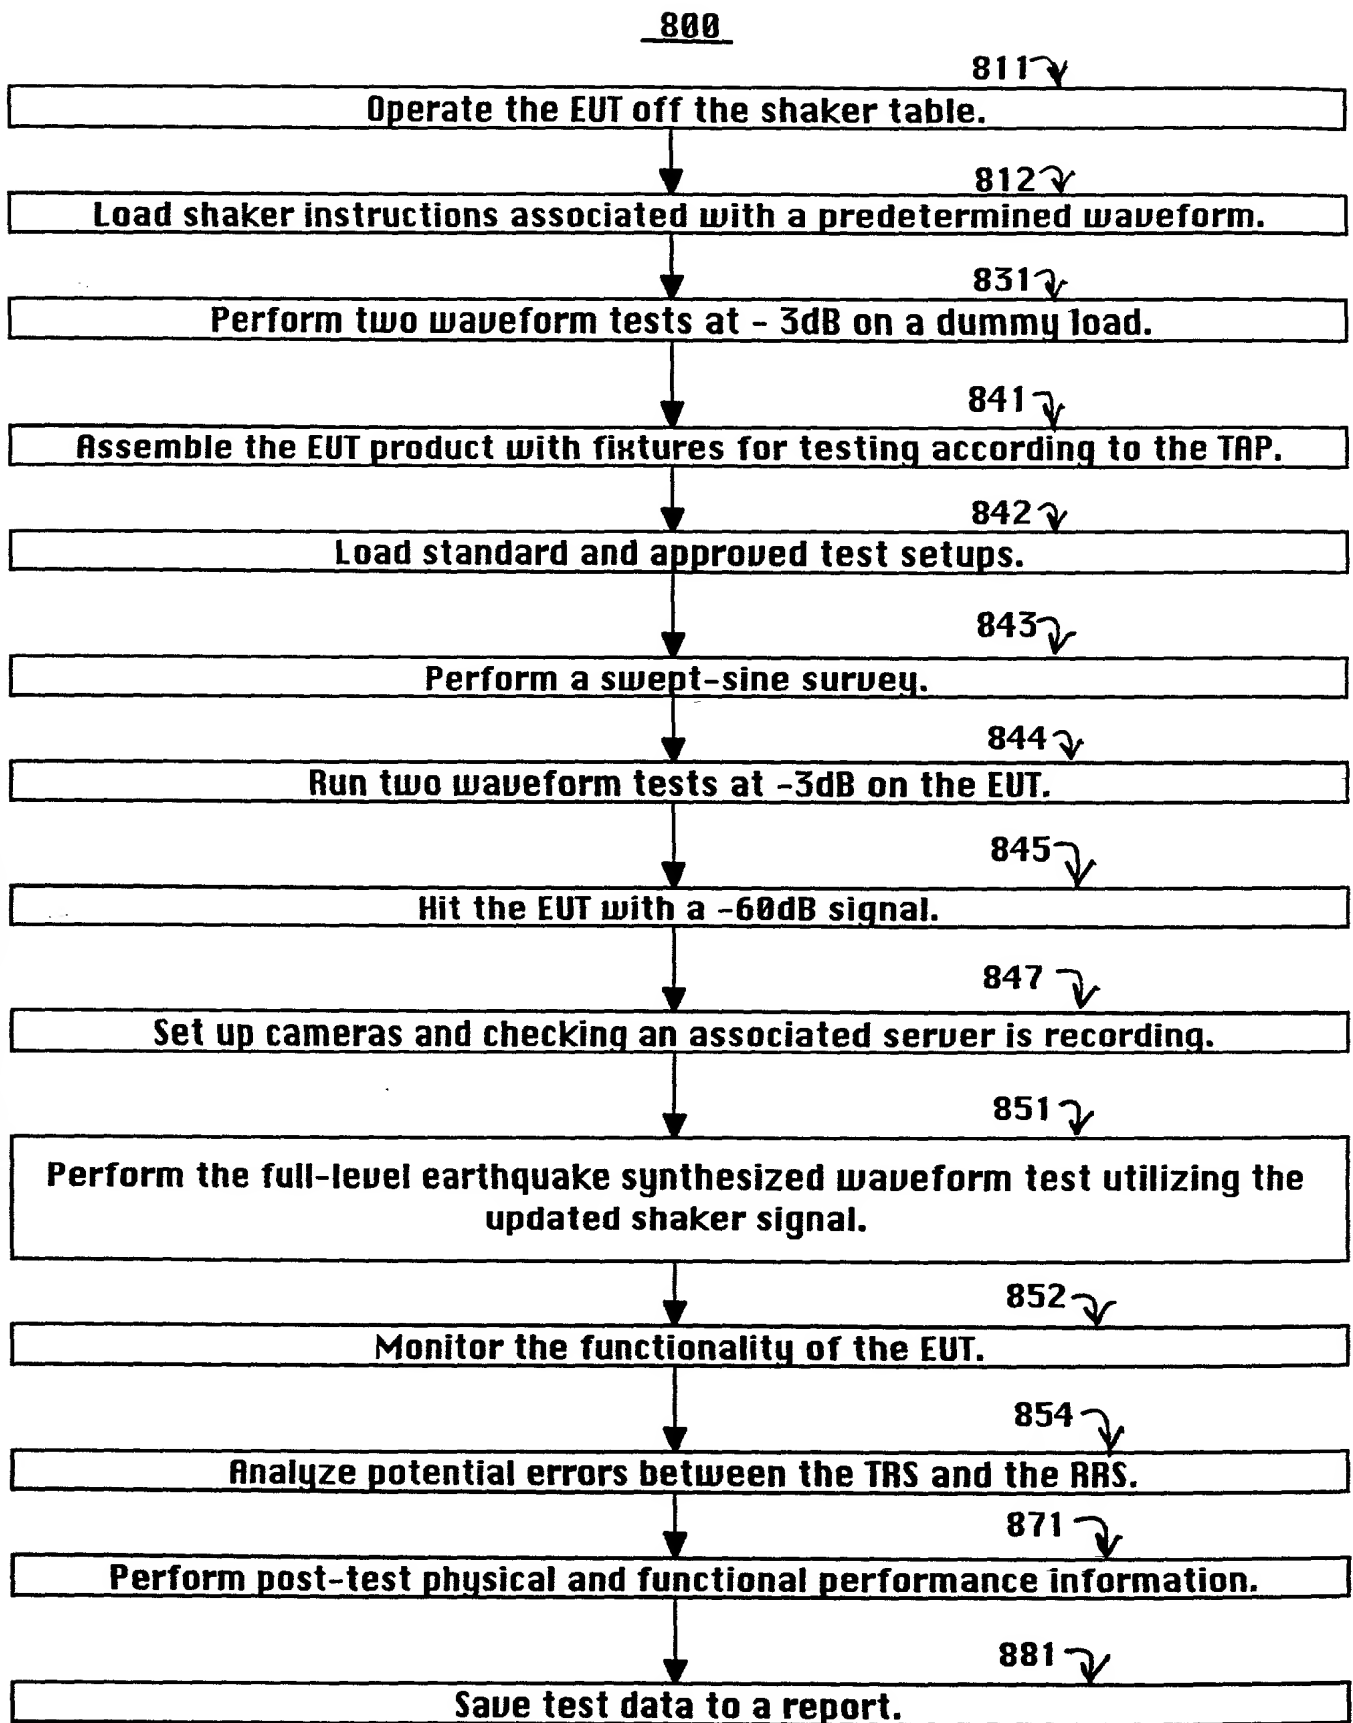 800
811
Operate the EUT off the shaker table.
812
Load shaker instructions associated with a predetermined waveform.
831
Perform two waveform tests at - 3dB on a dummy load.
841
Assemble the EUT product with fixtures for testing according to the TAP.
842
Load standard and approved test setups.
843
Perform a swept-sine survey.
844
Run two waveform tests at -3dB on the EUT.
845
Hit the EUT with a -60dB signal.
847
Set up cameras and checking an associated server is recording.
851
Perform the full-level earthquake synthesized waveform test utilizing the
updated shaker signal.
852
Monitor the functionality of the EUT.
854
Analyze potential errors between the TRS and the RRS.
871
Perform post-test physical and functional performance information.
881
Save test data to a report.